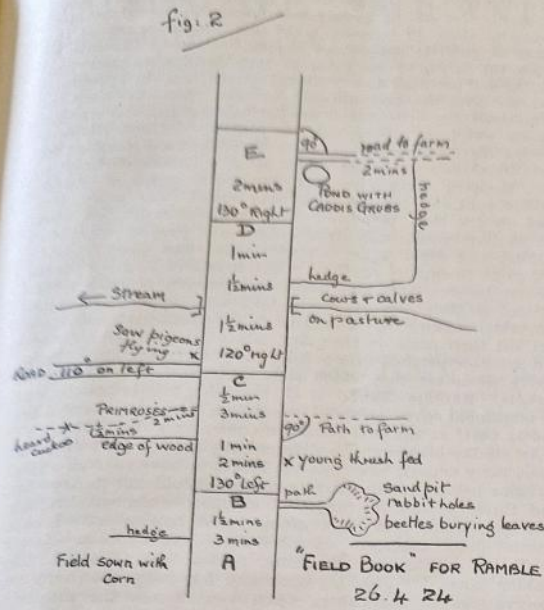 fig: 2
E
90°
road to farm
2 mins
2 mins
POND WITH
CADDIS GRUBS
hedge
130° Right
D
1 min
1½ mins
hedge
← Stream
cows & calves
on pasture
1½ mins
Saw pigeons
flying x
120° right
ROAD 110° on left
C
½ min
3 mins
PRIMROSES
2 mins
1½ mins
heard
cuckoo
edge of wood
90° Path to farm
1 min
2 mins
x young thrush fed
130° Left
B
path
Sandpit
rabbit holes
beetles burying leaves
1½ mins
hedge
3 mins
Field sown with
Corn
A
"FIELD BOOK" FOR RAMBLE
26.4 24